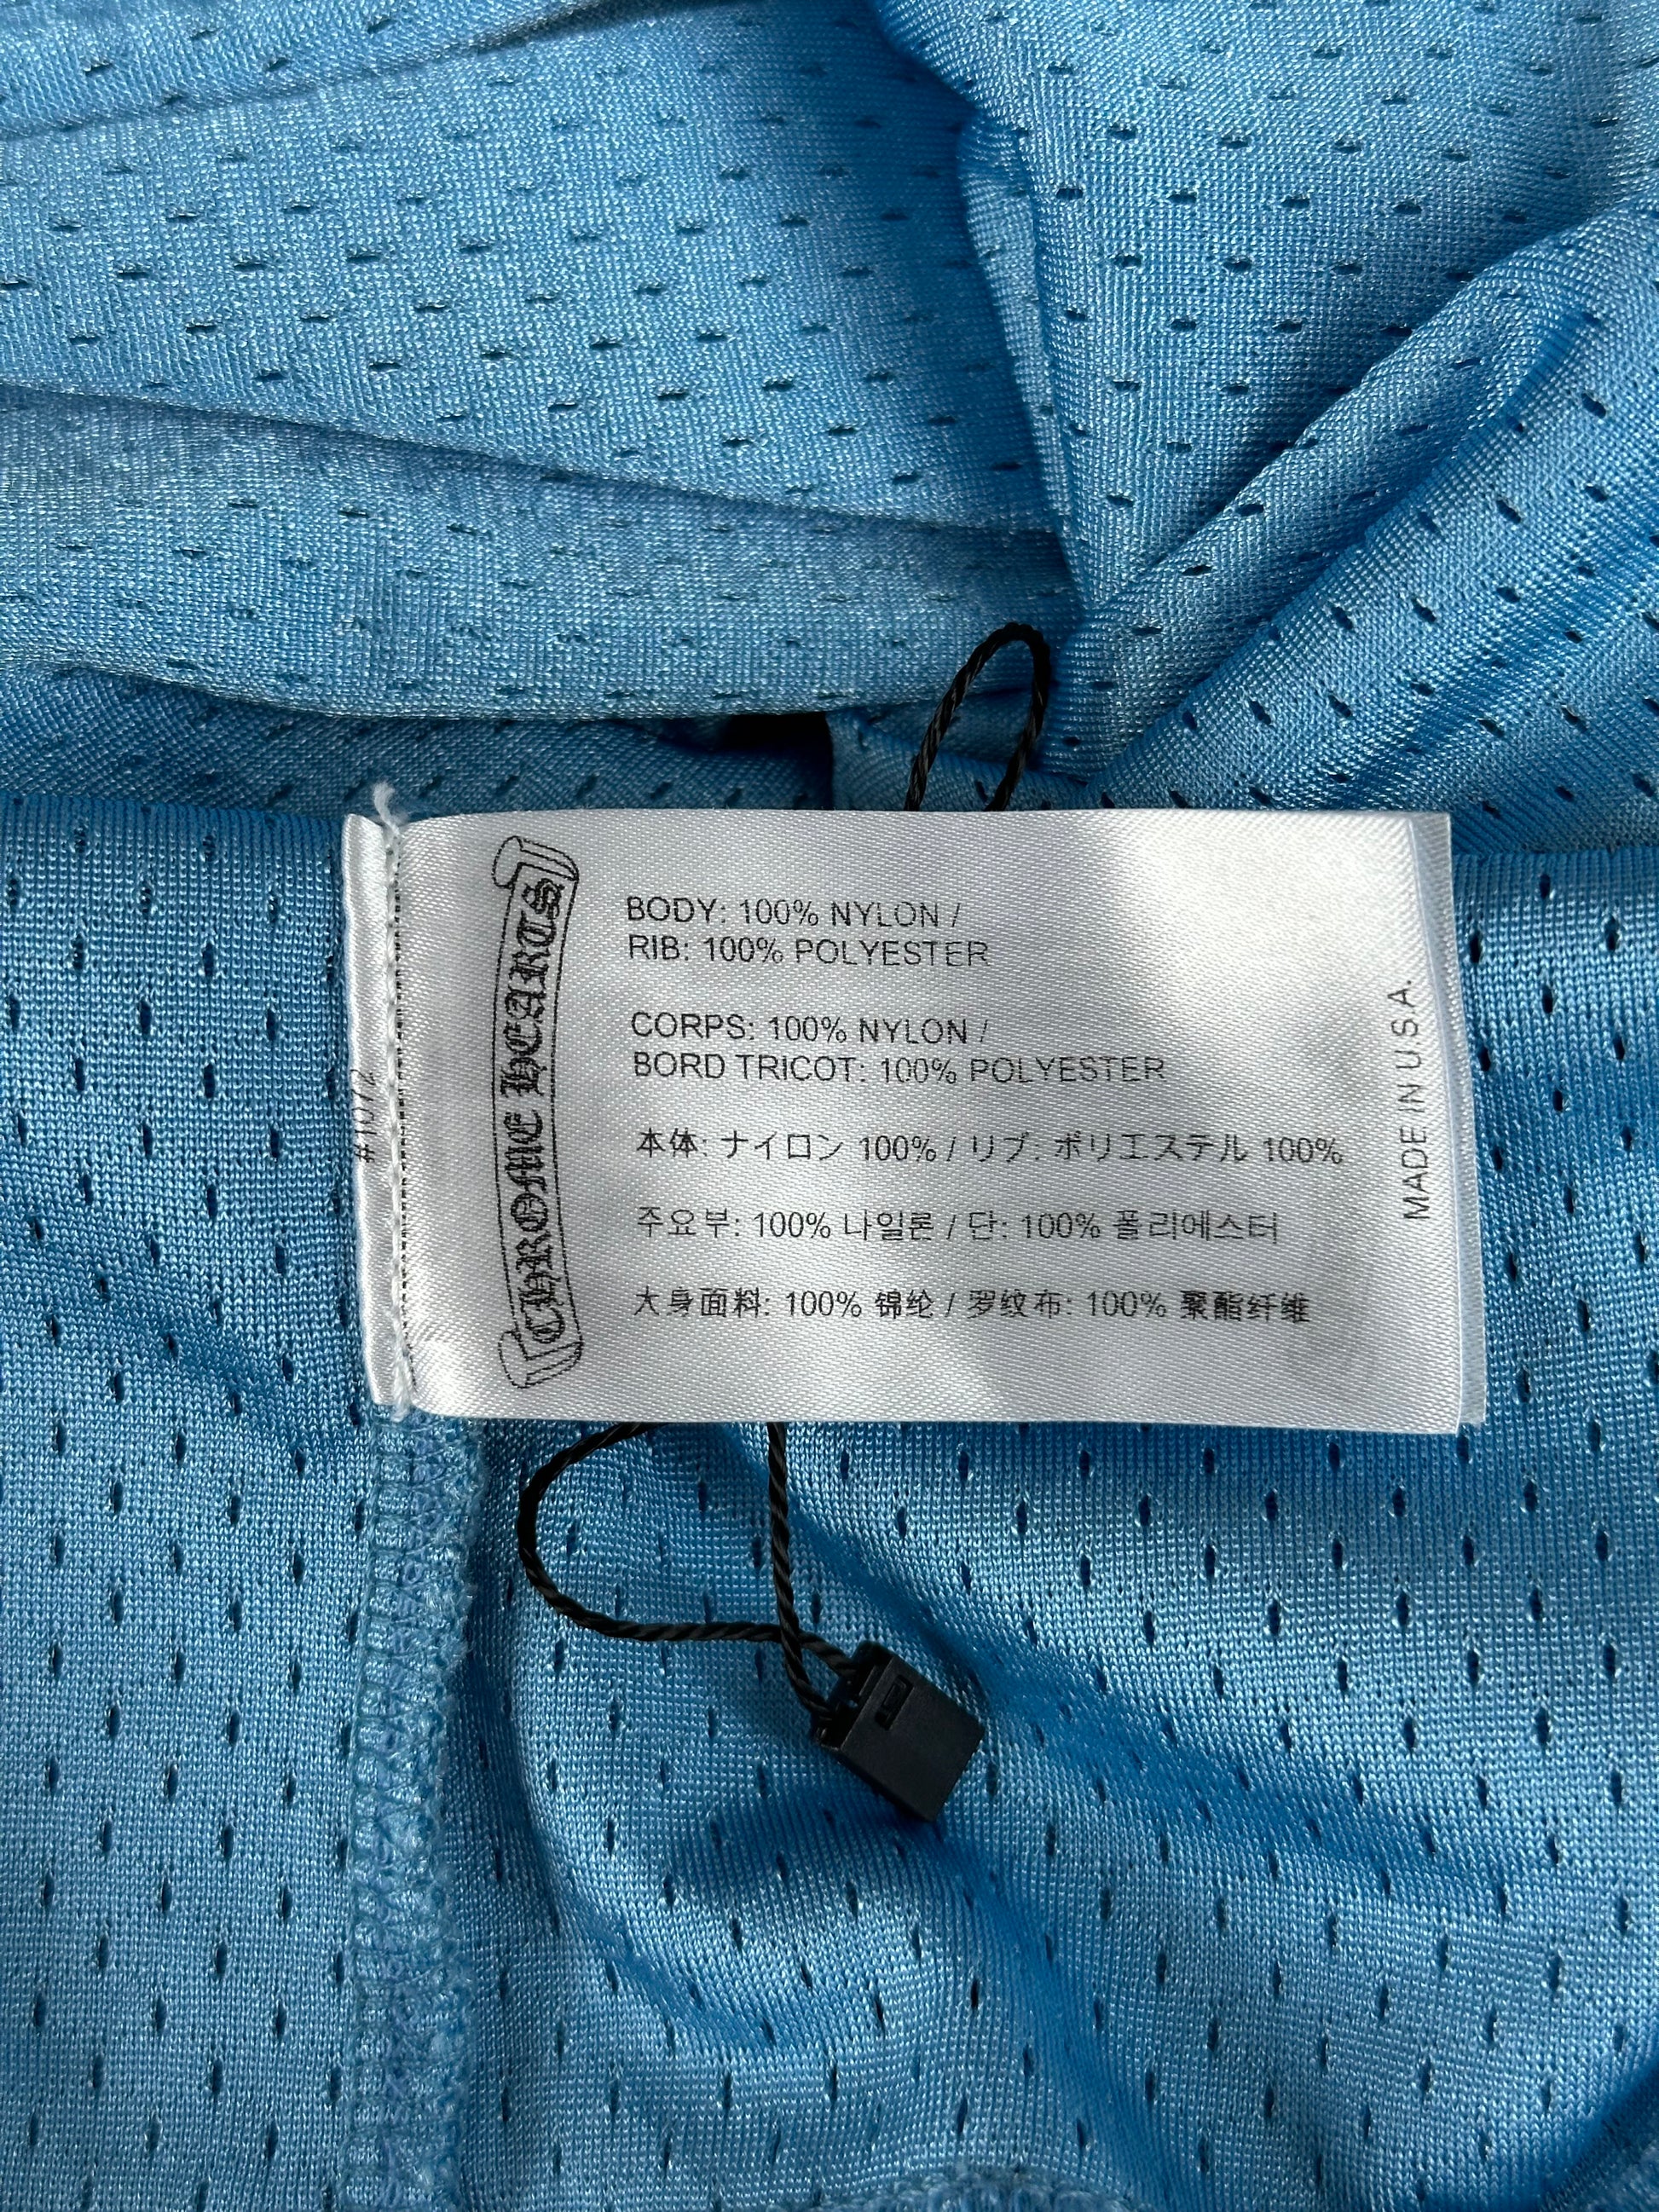 CHROME HEARTS
BODY: 100% NYLON /
RIB: 100% POLYESTER
CORPS: 100% NYLON /
BORD TRICOT: 100% POLYESTER
本体: ナイロン 100% / リブ: ポリエステル 100%
주요부: 100% 나일론 / 단: 100% 폴리에스터
大身面料: 100% 锦纶 / 罗纹布: 100% 聚酯纤维
MADE IN U.S.A.
#1072